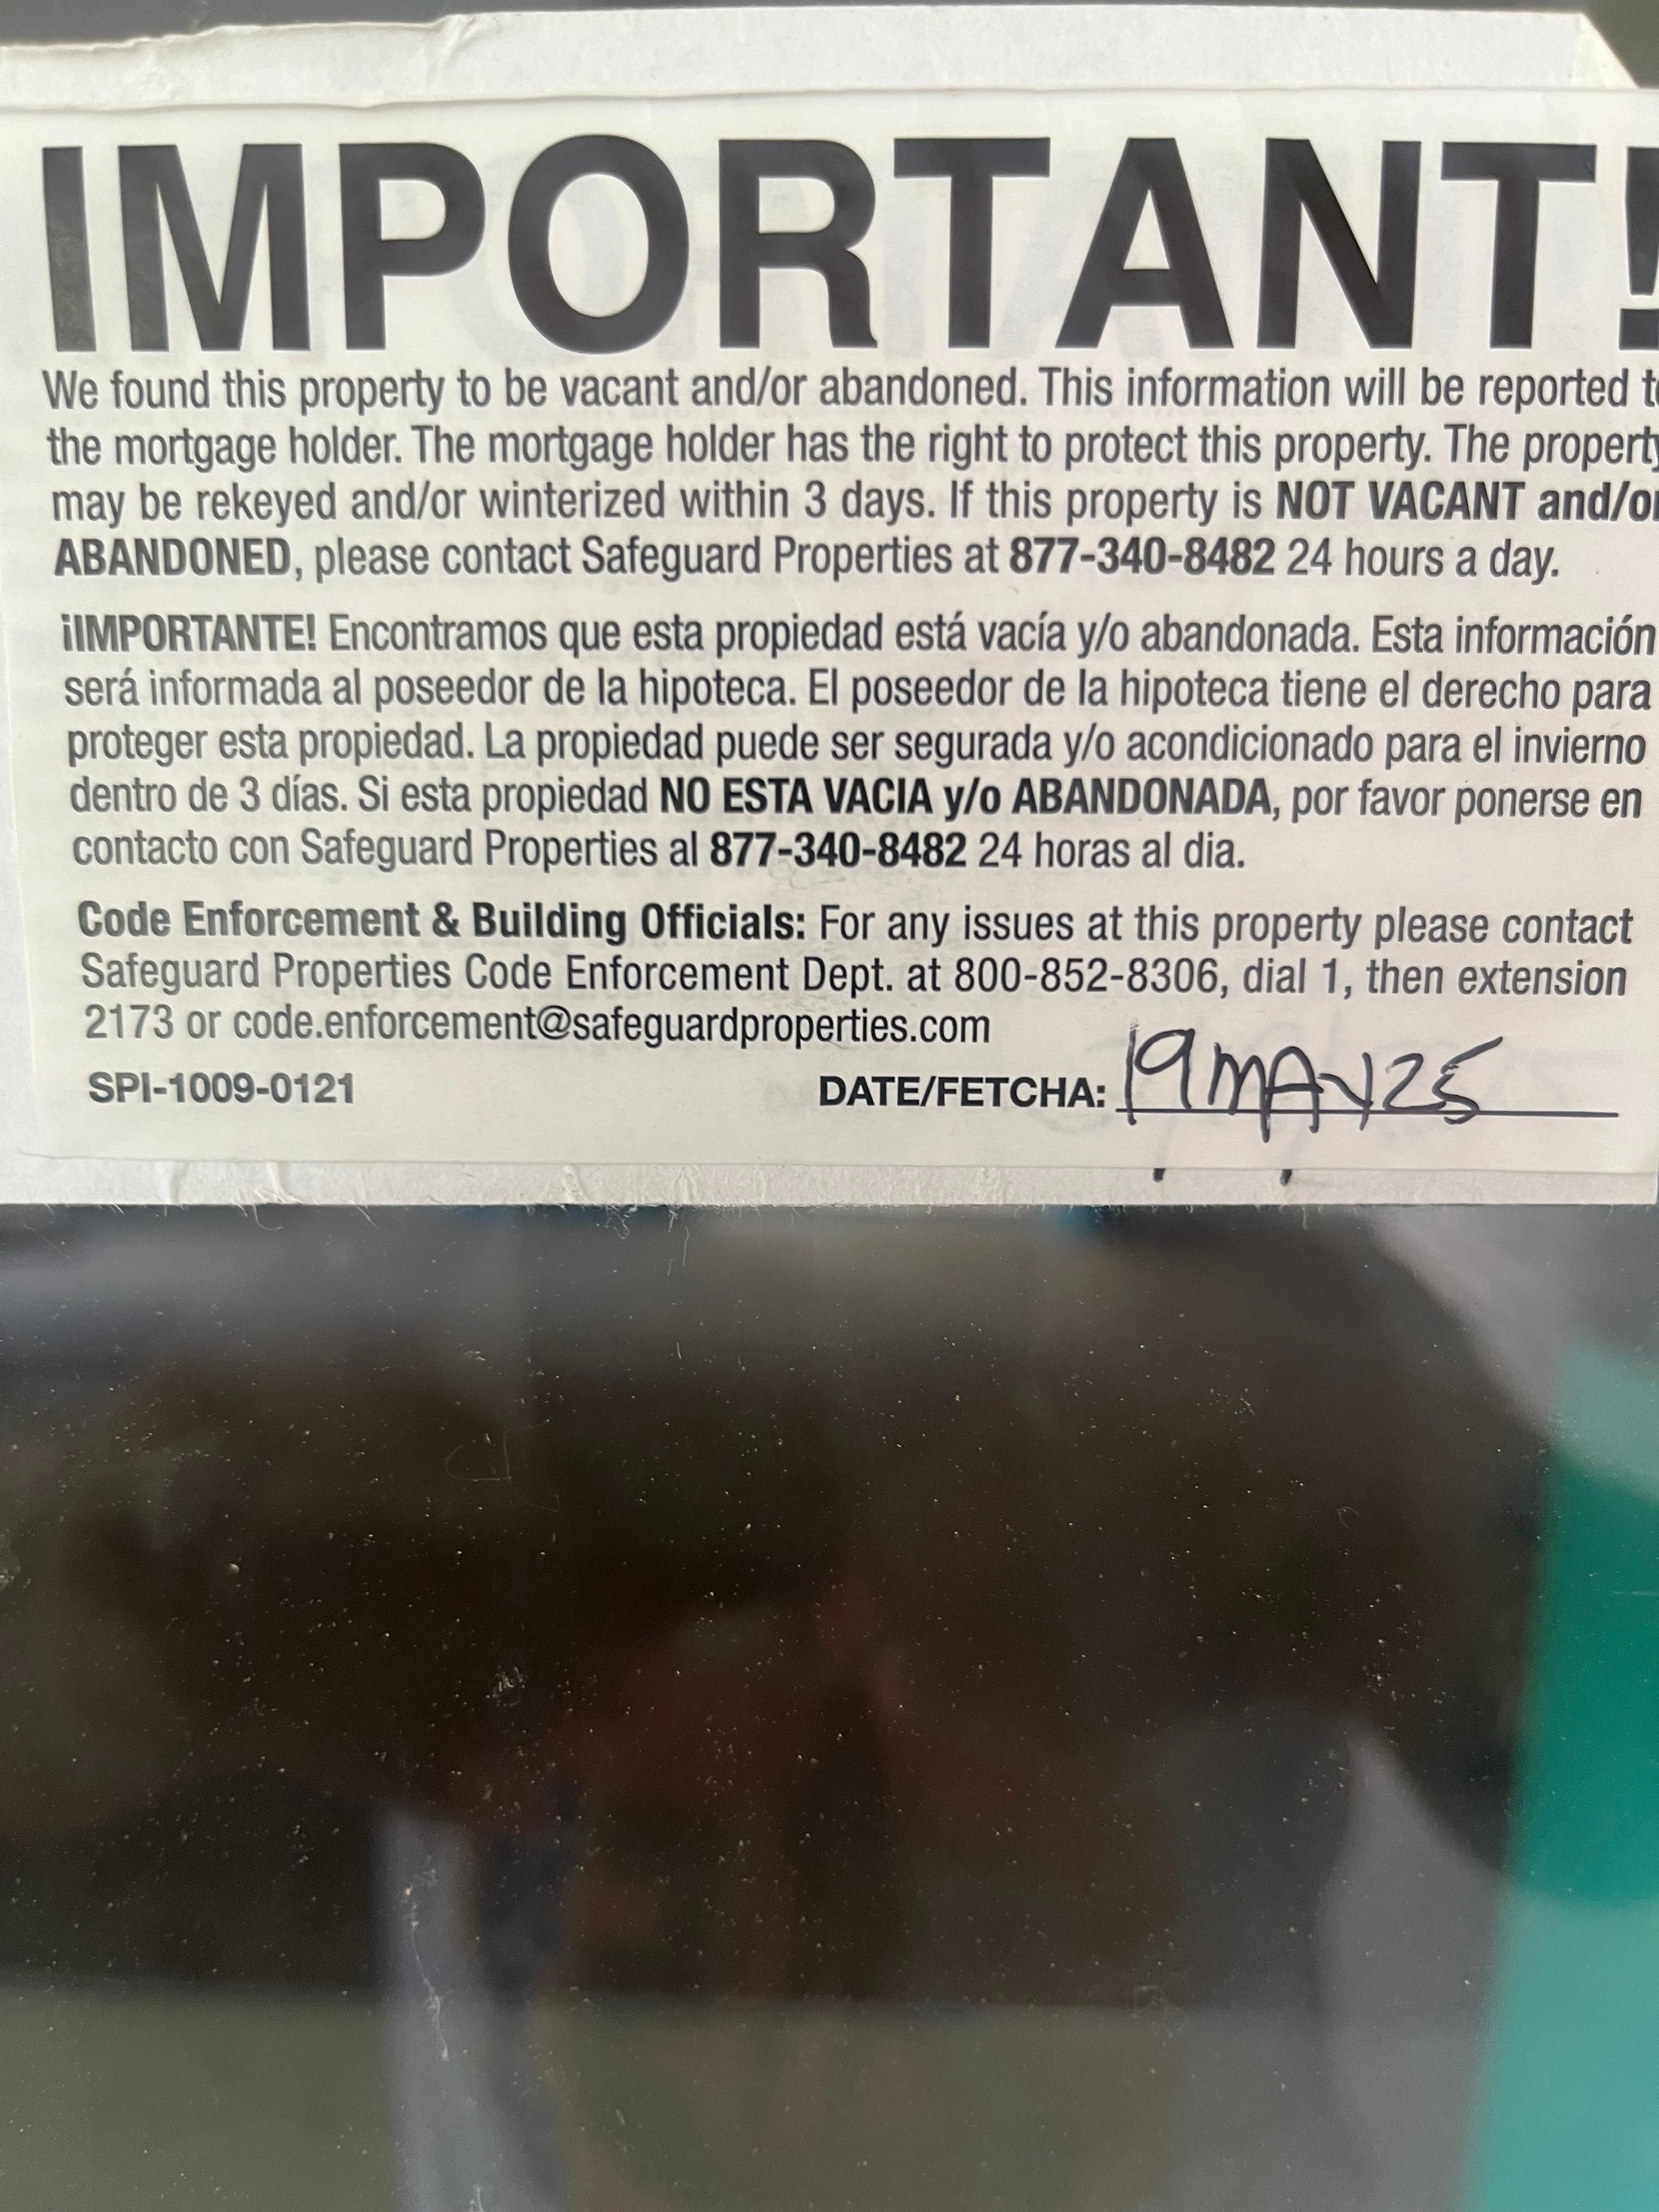 IMPORTANT!
We found this property to be vacant and/or abandoned. This information will be reported to
the mortgage holder. The mortgage holder has the right to protect this property. The property
may be rekeyed and/or winterized within 3 days. If this property is NOT VACANT and/or
ABANDONED, please contact Safeguard Properties at 877-340-8482 24 hours a day.
¡IMPORTANTE! Encontramos que esta propiedad está vacía y/o abandonada. Esta información
será informada al poseedor de la hipoteca. El poseedor de la hipoteca tiene el derecho para
proteger esta propiedad. La propiedad puede ser segurada y/o acondicionado para el invierno
dentro de 3 días. Si esta propiedad NO ESTA VACIA y/o ABANDONADA, por favor ponerse en
contacto con Safeguard Properties al 877-340-8482 24 horas al dia.
Code Enforcement & Building Officials: For any issues at this property please contact
Safeguard Properties Code Enforcement Dept. at 800-852-8306, dial 1, then extension
2173 or code.enforcement@safeguardproperties.com
SPI-1009-0121 DATE/FETCHA: 19MAY25